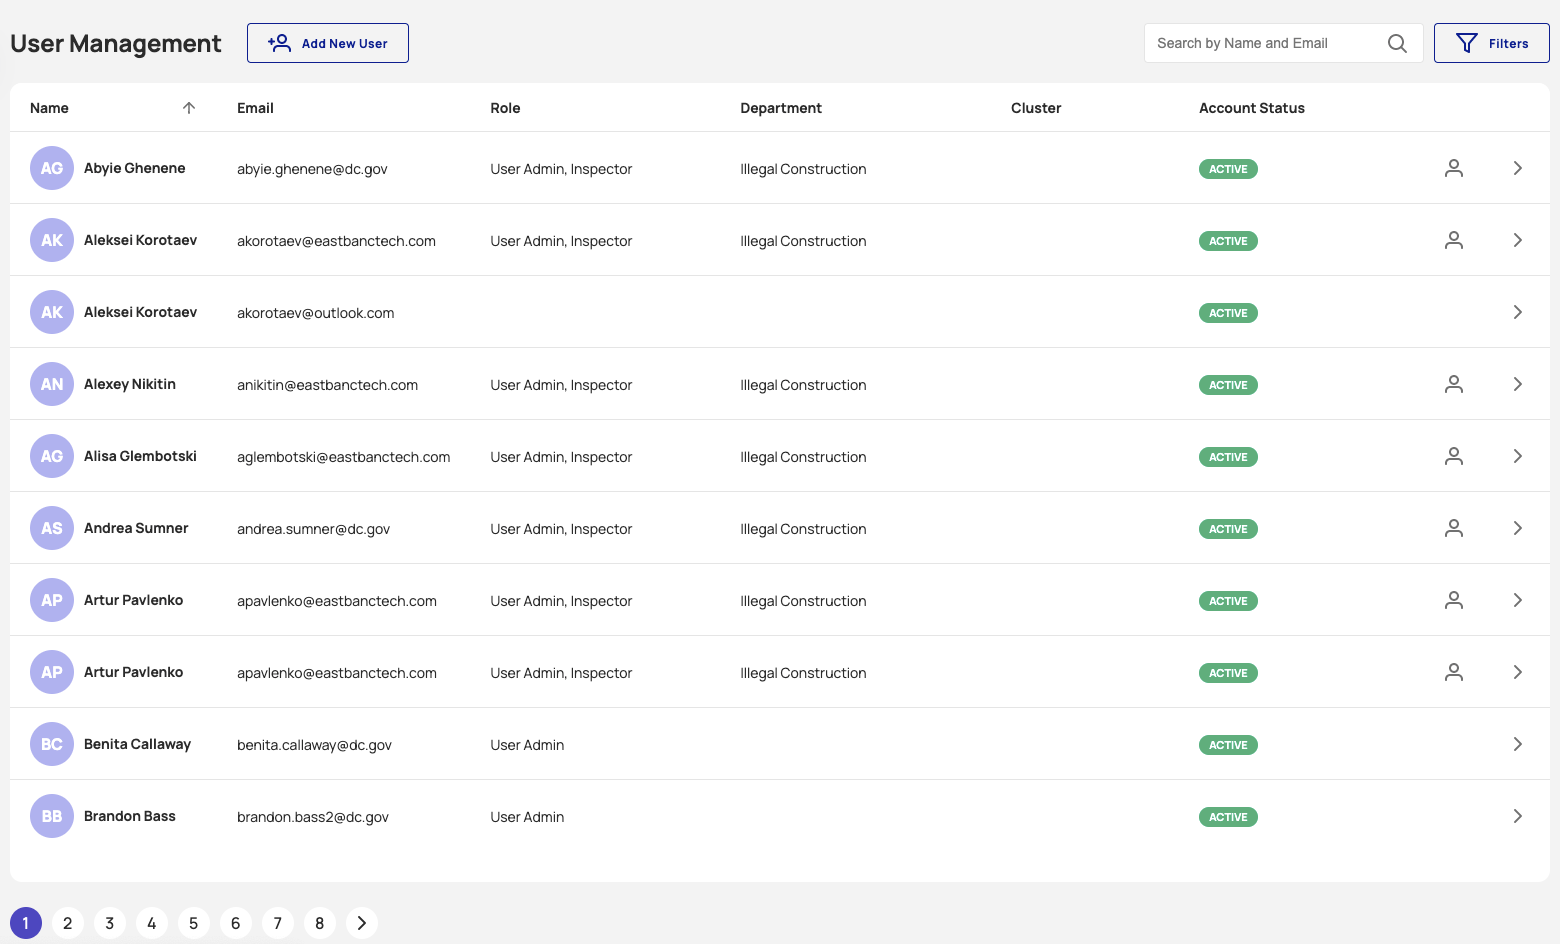 User Management
Add New User
Search by Name and Email
Filters
Name Email Role Department Cluster Account Status
AG Abyie Ghenene abyie.ghenene@dc.gov User Admin, Inspector Illegal Construction ACTIVE
AK Aleksei Korotaev akorotaev@eastbanctech.com User Admin, Inspector Illegal Construction ACTIVE
AK Aleksei Korotaev akorotaev@outlook.com ACTIVE
AN Alexey Nikitin anikitin@eastbanctech.com User Admin, Inspector Illegal Construction ACTIVE
AG Alisa Glembotski aglembotski@eastbanctech.com User Admin, Inspector Illegal Construction ACTIVE
AS Andrea Sumner andrea.sumner@dc.gov User Admin, Inspector Illegal Construction ACTIVE
AP Artur Pavlenko apavlenko@eastbanctech.com User Admin, Inspector Illegal Construction ACTIVE
AP Artur Pavlenko apavlenko@eastbanctech.com User Admin, Inspector Illegal Construction ACTIVE
BC Benita Callaway benita.callaway@dc.gov User Admin ACTIVE
BB Brandon Bass brandon.bass2@dc.gov User Admin ACTIVE
1 2 3 4 5 6 7 8